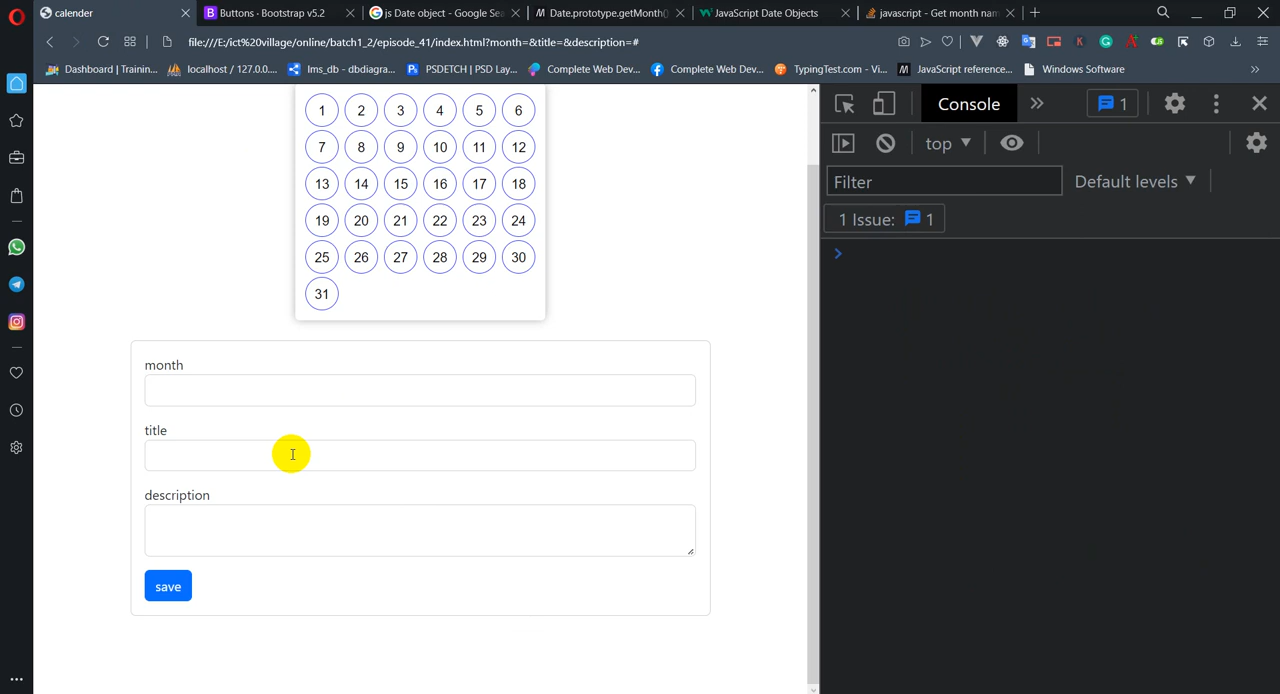 calender
Buttons · Bootstrap v5.2
js Date object - Google Sea
Date.prototype.getMonth()
JavaScript Date Objects
javascript - Get month nam
file:///E:/ict%20village/online/batch1_2/episode_41/index.html?month=&title=&description=#
Dashboard | Trainin...
localhost / 127.0.0....
lms_db - dbdiagra...
PSDETCH | PSD Lay...
Complete Web Dev...
Complete Web Dev...
TypingTest.com - Vi...
JavaScript reference...
Windows Software
1 2 3 4 5 6
7 8 9 10 11 12
13 14 15 16 17 18
19 20 21 22 23 24
25 26 27 28 29 30
31
month
title
description
save
Console
1
top
Filter
Default levels
1 Issue: 1